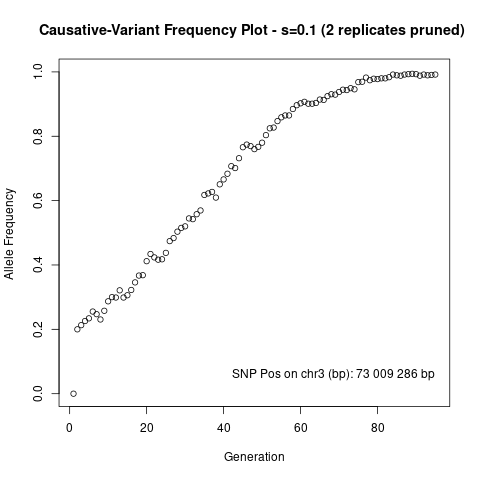 Causative-Variant Frequency Plot - s=0.1 (2 replicates pruned)
Allele Frequency
1.0
0.8
0.6
0.4
0.2
0.0
SNP Pos on chr3 (bp): 73 009 286 bp
0 20 40 60 80
Generation